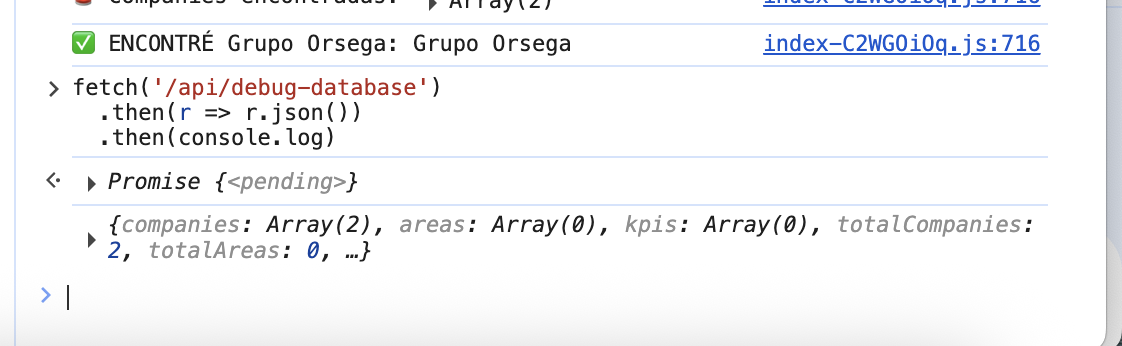 companies encontradas: ▶ Array(2) index-C2WGOiOq.js:716
✅ ENCONTRÉ Grupo Orsega: Grupo Orsega index-C2WGOiOq.js:716
> fetch('/api/debug-database')
.then(r => r.json())
.then(console.log)
<· ▶ Promise {<pending>}
▶ {companies: Array(2), areas: Array(0), kpis: Array(0), totalCompanies:
2, totalAreas: 0, …}
>